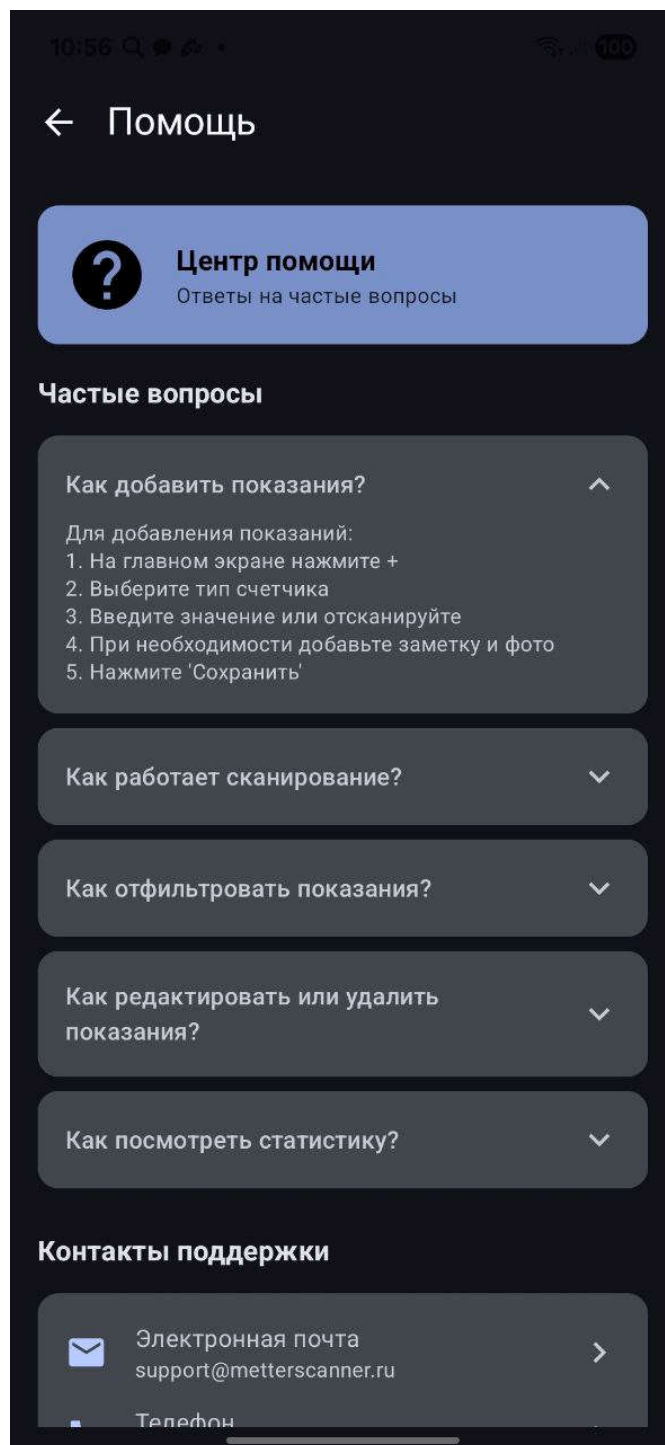 10:56
100
Помощь
Центр помощи
Ответы на частые вопросы
Частые вопросы
Как добавить показания?
Для добавления показаний:
1. На главном экране нажмите +
2. Выберите тип счетчика
3. Введите значение или отсканируйте
4. При необходимости добавьте заметку и фото
5. Нажмите 'Сохранить'
Как работает сканирование?
Как отфильтровать показания?
Как редактировать или удалить
показания?
Как посмотреть статистику?
Контакты поддержки
Электронная почта
support@metterscanner.ru
Телефон